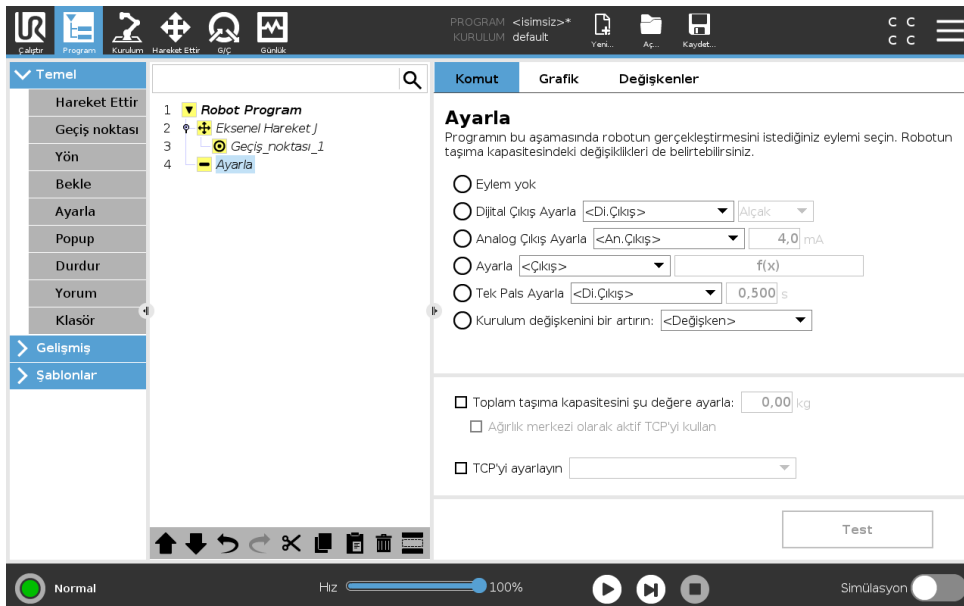 PROGRAM <isimsiz>*
KURULUM default
Çalıştır Program Kurulum Hareket Ettir G/Ç Günlük Yeni... Aç... Kaydet...
C C
C C
Temel
Hareket Ettir
Geçiş noktası
Yön
Bekle
Ayarla
Popup
Durdur
Yorum
Klasör
Gelişmiş
Şablonlar
1 Robot Program
2 Eksenel Hareket J
3 Geçiş_noktası_1
4 Ayarla
Komut Grafik Değişkenler
Ayarla
Programın bu aşamasında robotun gerçekleştirmesini istediğiniz eylemi seçin. Robotun
taşıma kapasitesindeki değişiklikleri de belirtebilirsiniz.
Eylem yok
Dijital Çıkış Ayarla <Di.Çıkış> Alçak
Analog Çıkış Ayarla <An.Çıkış> 4,0 mA
Ayarla <Çıkış> f(x)
Tek Pals Ayarla <Di.Çıkış> 0,500 s
Kurulum değişkenini bir artırın: <Değişken>
Toplam taşıma kapasitesini şu değere ayarla: 0,00 kg
Ağırlık merkezi olarak aktif TCP'yi kullan
TCP'yi ayarlayın
Test
Normal Hız 100% Simülasyon